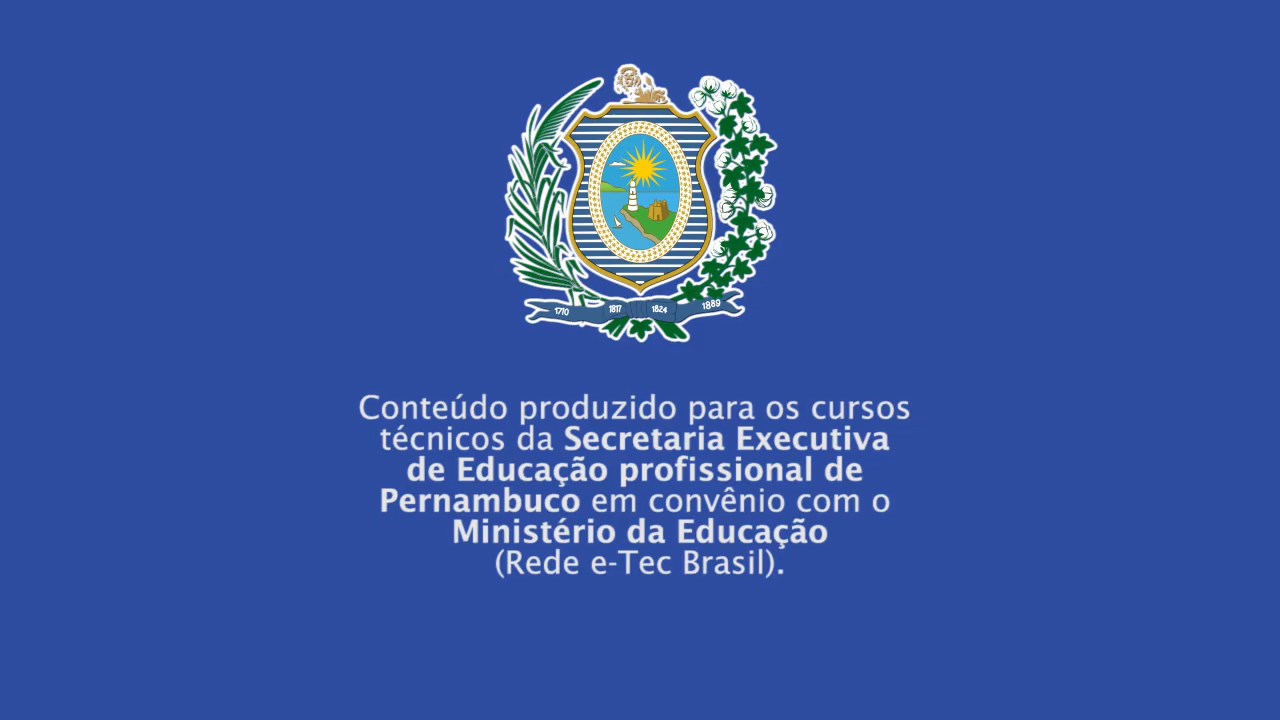 1710 1817 1824 1889
Conteúdo produzido para os cursos
técnicos da Secretaria Executiva
de Educação profissional de
Pernambuco em convênio com o
Ministério da Educação
(Rede e-Tec Brasil).